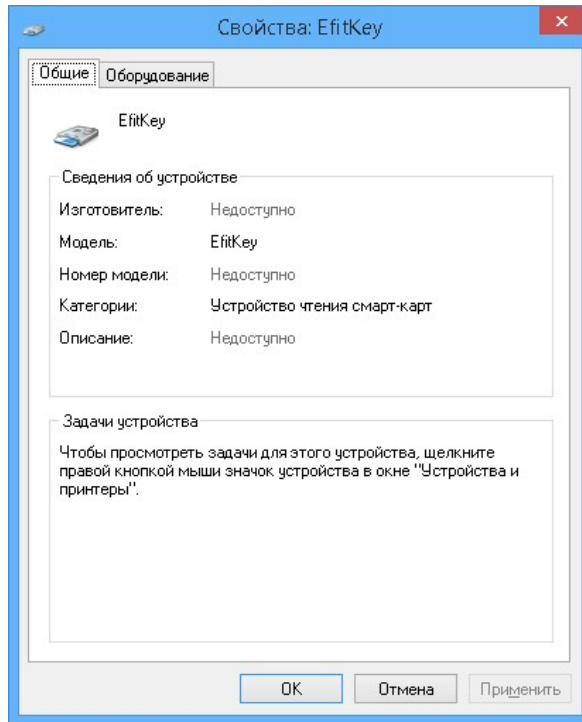 Свойства: EfitKey
Общие
Оборудование
EfitKey
Сведения об устройстве
Изготовитель: Недоступно
Модель: EfitKey
Номер модели: Недоступно
Категории: Устройство чтения смарт-карт
Описание: Недоступно
Задачи устройства
Чтобы просмотреть задачи для этого устройства, щелкните
правой кнопкой мыши значок устройства в окне "Устройства и
принтеры".
ОК
Отмена
Применить